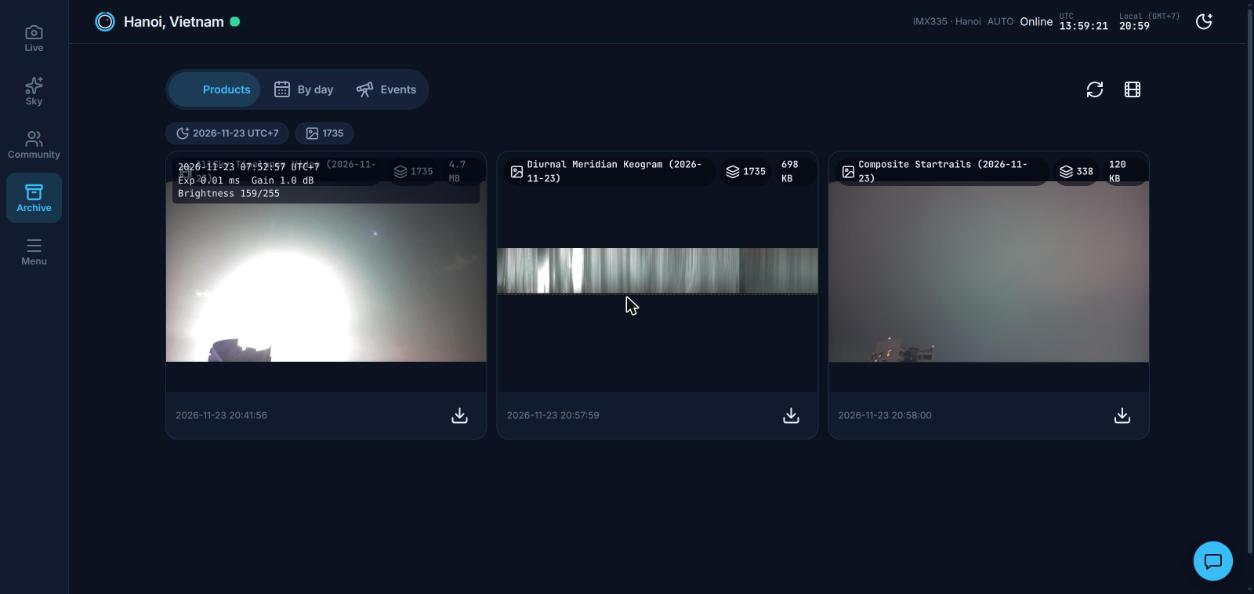 Hanoi, Vietnam
IMX335 · Hanoi AUTO Online
UTC
13:59:21
Local (GMT+7)
20:59
Live
Sky
Community
Archive
Menu
Products
By day
Events
2026-11-23 UTC+7
1735
2026-11-23 07:52:57 UTC+7
Exp 0.01 ms Gain 1.0 dB
Brightness 159/255
Video (2026-11-
1735
4.7
MB
2026-11-23 20:41:56
Diurnal Meridian Keogram (2026-
11-23)
1735
698
KB
2026-11-23 20:57:59
Composite Startrails (2026-11-
23)
338
120
KB
2026-11-23 20:58:00